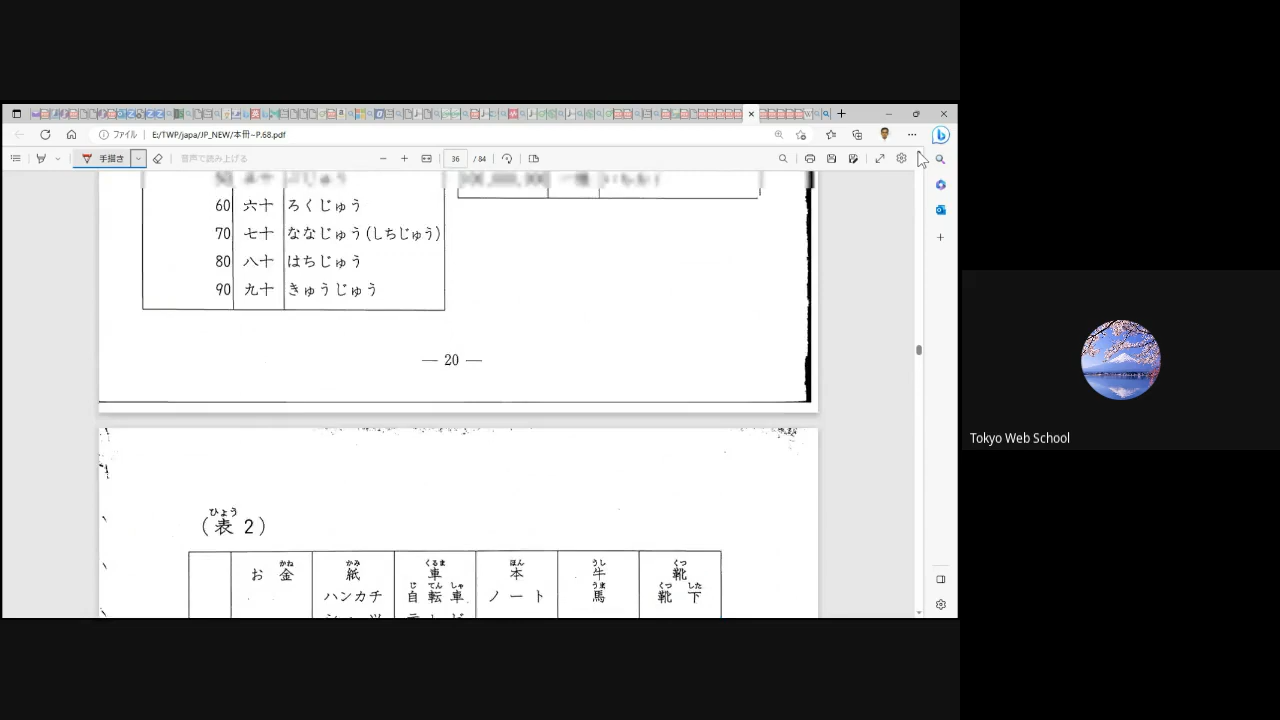 ファイル E:/TWP/japa/JP_NEW/本冊~P.68.pdf
手描き 音声で読み上げる 36 / 84
60 六十 ろくじゅう
70 七十 ななじゅう(しちじゅう)
80 八十 はちじゅう
90 九十 きゅうじゅう
— 20 —
ひょう
(表 2)
かね かみ くるま ほん うし くつ
お 金 紙 車 本 牛 靴
じ てん しゃ うま くつ した
ハンカチ 自 転 車 ノート 馬 靴 下
Tokyo Web School